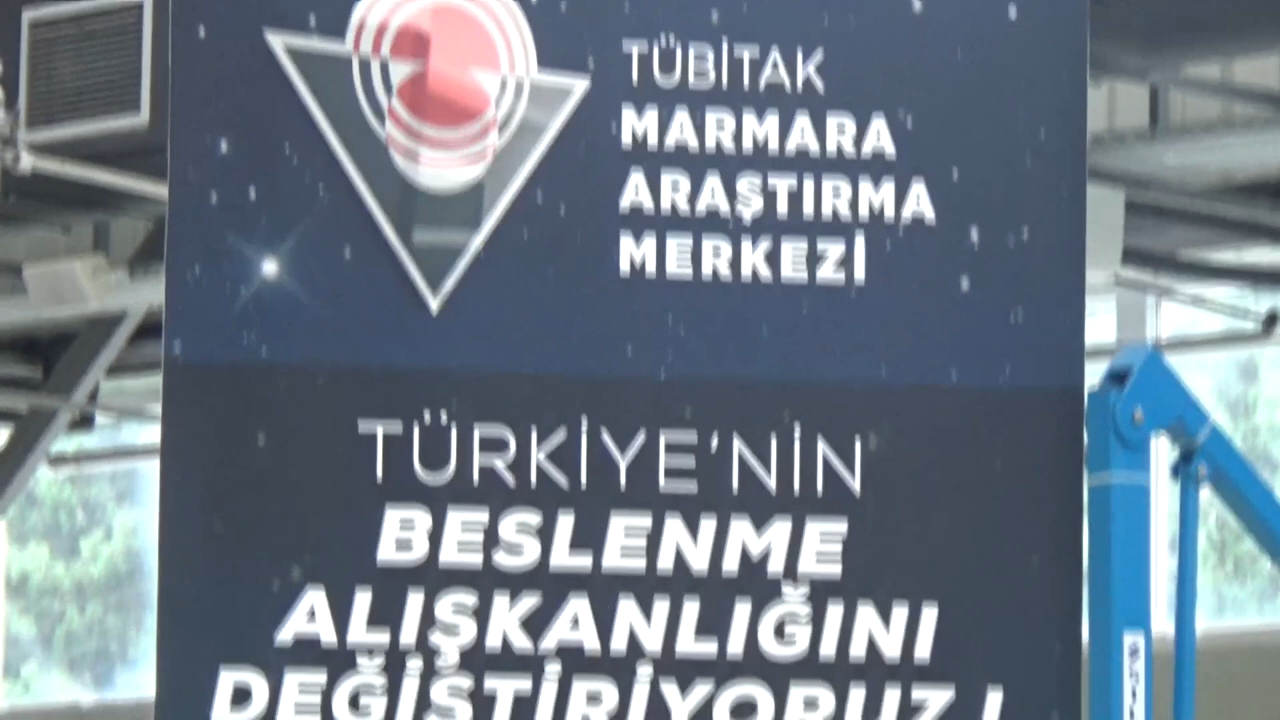 TÜBİTAK
MARMARA
ARAŞTIRMA
MERKEZİ
TÜRKİYE'NİN
BESLENME
ALIŞKANLIĞINI
DEĞİŞTİRİYORUZ !